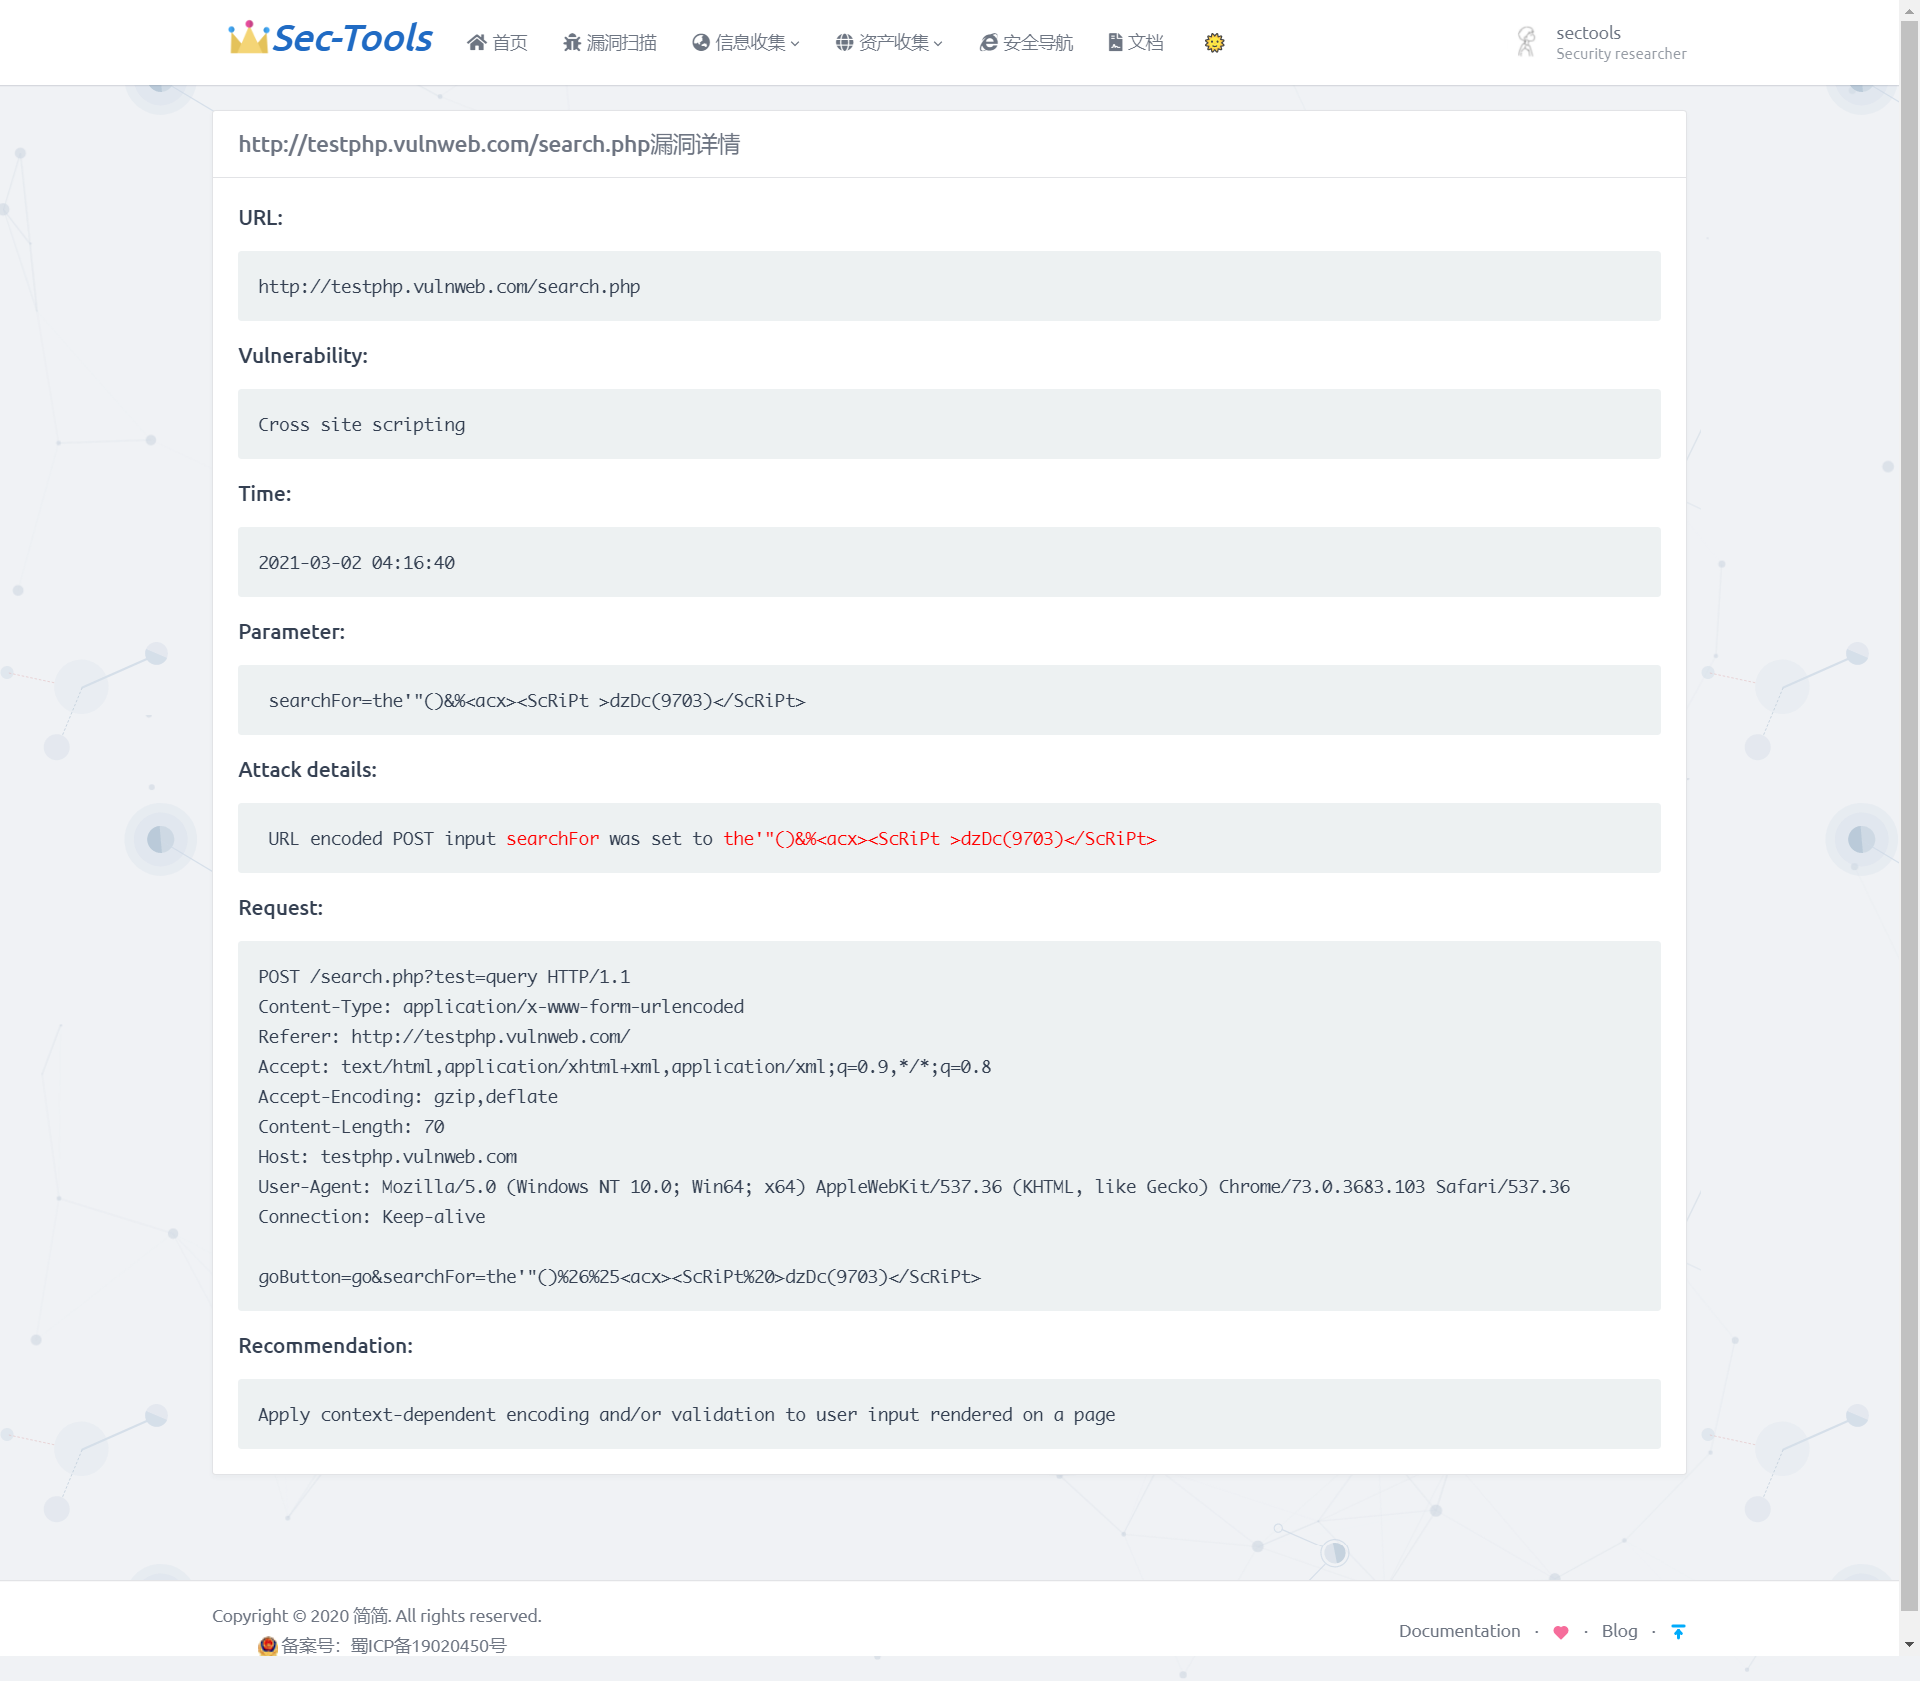 Sec-Tools
首页
漏洞扫描
信息收集
资产收集
安全导航
文档
sectools
Security researcher
http://testphp.vulnweb.com/search.php漏洞详情
URL:
http://testphp.vulnweb.com/search.php
Vulnerability:
Cross site scripting
Time:
2021-03-02 04:16:40
Parameter:
searchFor=the'"()&%<acx><ScRiPt >dzDc(9703)</ScRiPt>
Attack details:
URL encoded POST input searchFor was set to the'"()&%<acx><ScRiPt >dzDc(9703)</ScRiPt>
Request:
POST /search.php?test=query HTTP/1.1
Content-Type: application/x-www-form-urlencoded
Referer: http://testphp.vulnweb.com/
Accept: text/html,application/xhtml+xml,application/xml;q=0.9,*/*;q=0.8
Accept-Encoding: gzip,deflate
Content-Length: 70
Host: testphp.vulnweb.com
User-Agent: Mozilla/5.0 (Windows NT 10.0; Win64; x64) AppleWebKit/537.36 (KHTML, like Gecko) Chrome/73.0.3683.103 Safari/537.36
Connection: Keep-alive
goButton=go&searchFor=the'"()%26%25<acx><ScRiPt%20>dzDc(9703)</ScRiPt>
Recommendation:
Apply context-dependent encoding and/or validation to user input rendered on a page
Copyright © 2020 简简. All rights reserved.
备案号：蜀ICP备19020450号
Documentation · · Blog ·